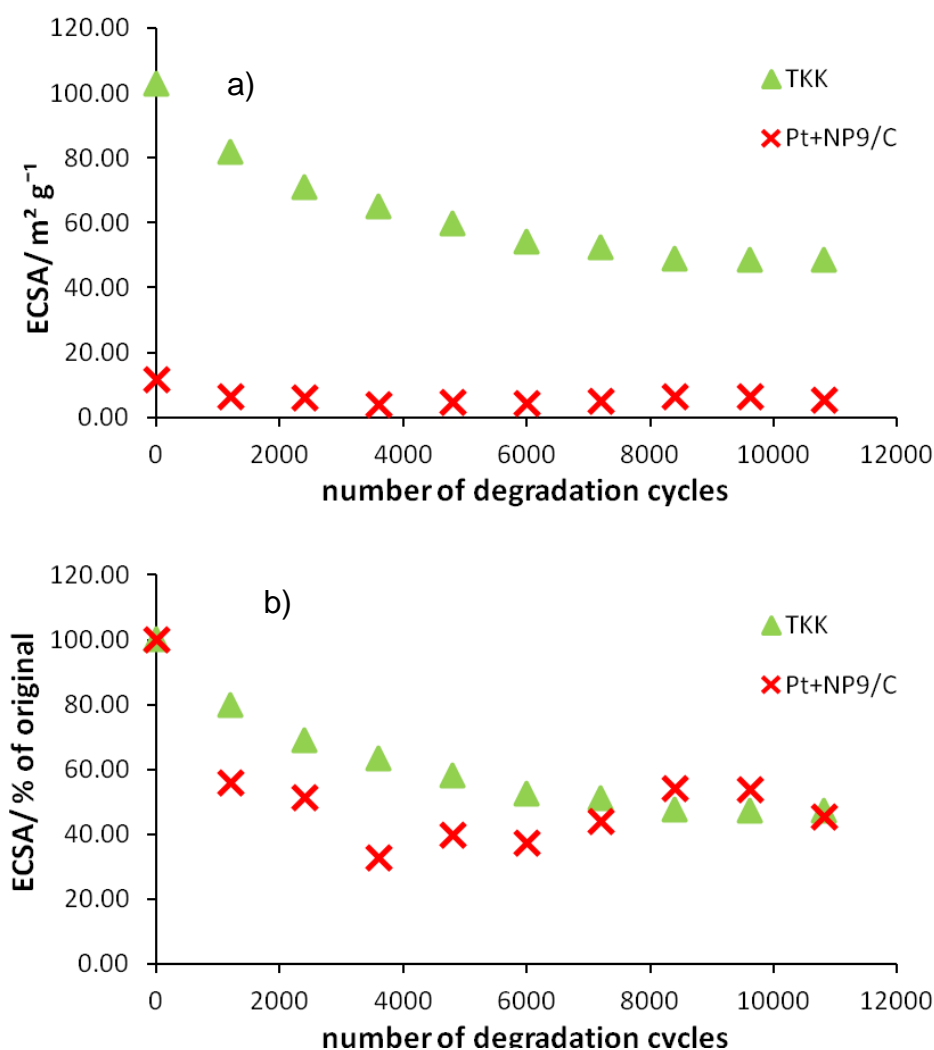 120.00
100.00
80.00
60.00
40.00
20.00
0.00
ECSA/ m² g⁻¹
a)
TKK
Pt+NP9/C
0 2000 4000 6000 8000 10000 12000
number of degradation cycles
120.00
100.00
80.00
60.00
40.00
20.00
0.00
ECSA/ % of original
b)
TKK
Pt+NP9/C
0 2000 4000 6000 8000 10000 12000
number of degradation cycles